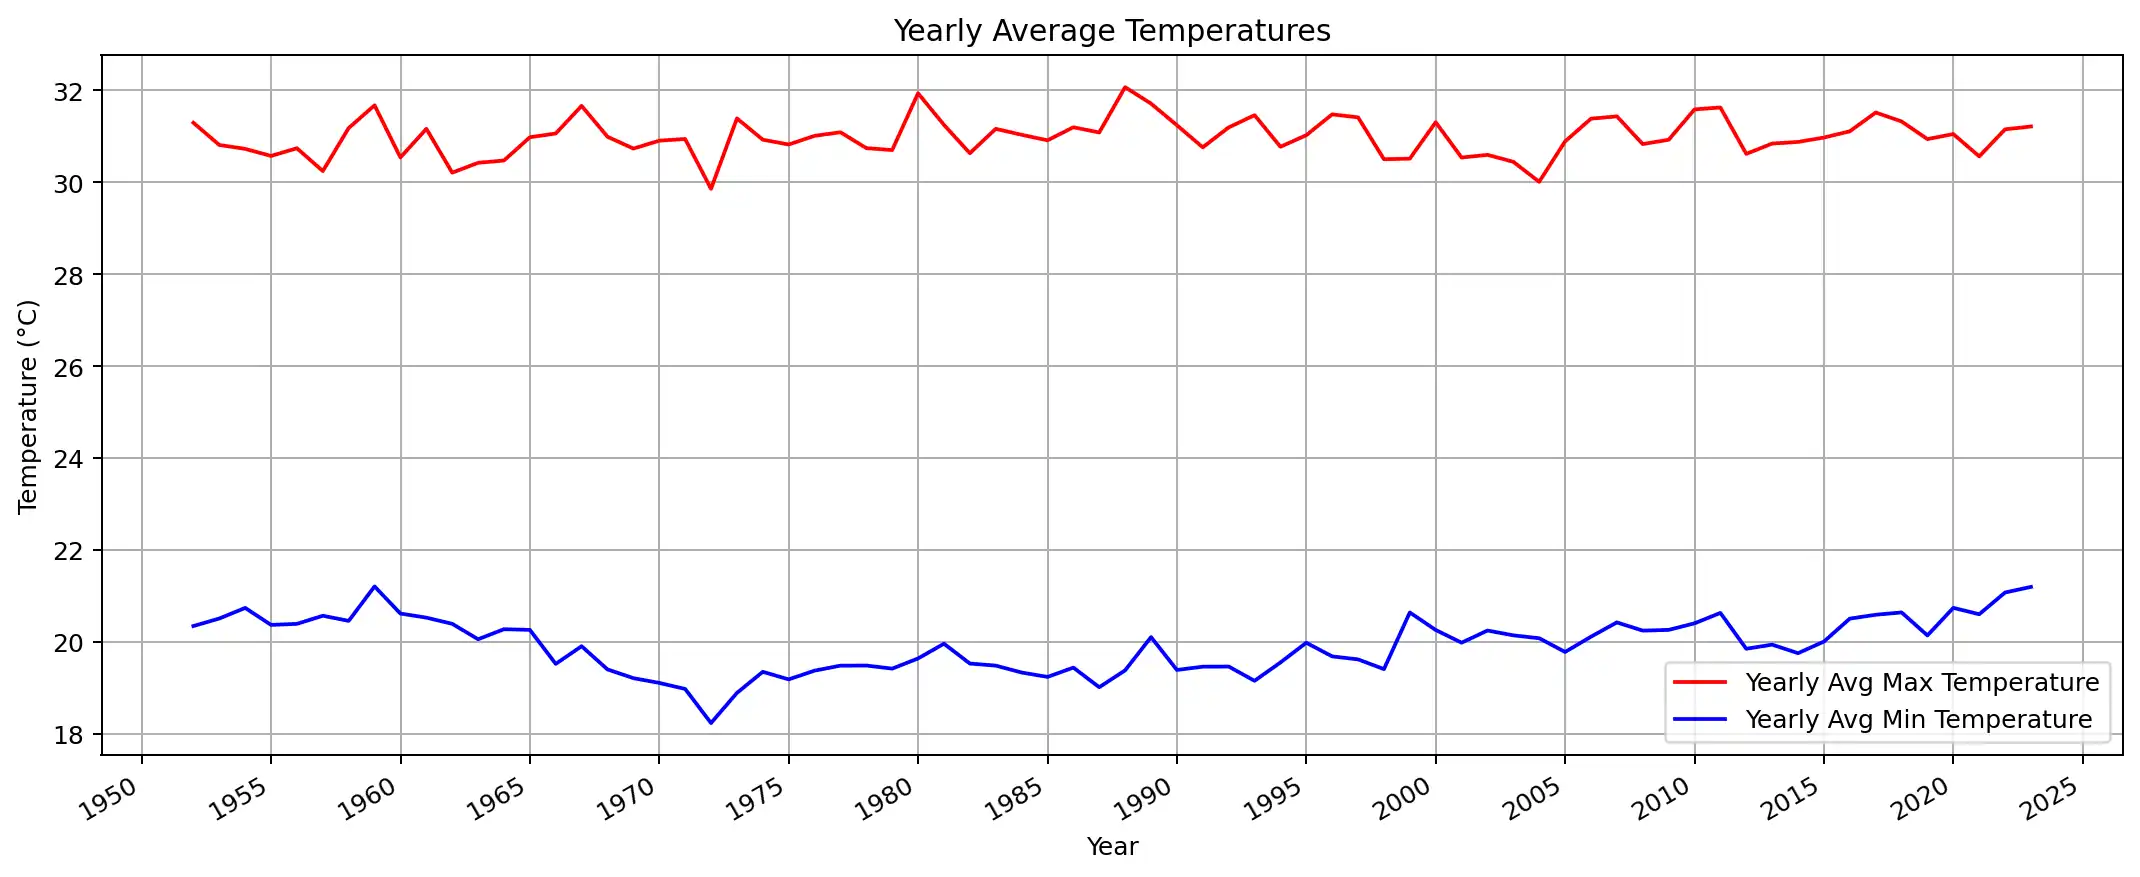 Yearly Average Temperatures
32
30
28
26
24
22
20
18
Temperature (°C)
Yearly Avg Max Temperature
Yearly Avg Min Temperature
1950 1955 1960 1965 1970 1975 1980 1985 1990 1995 2000 2005 2010 2015 2020 2025
Year